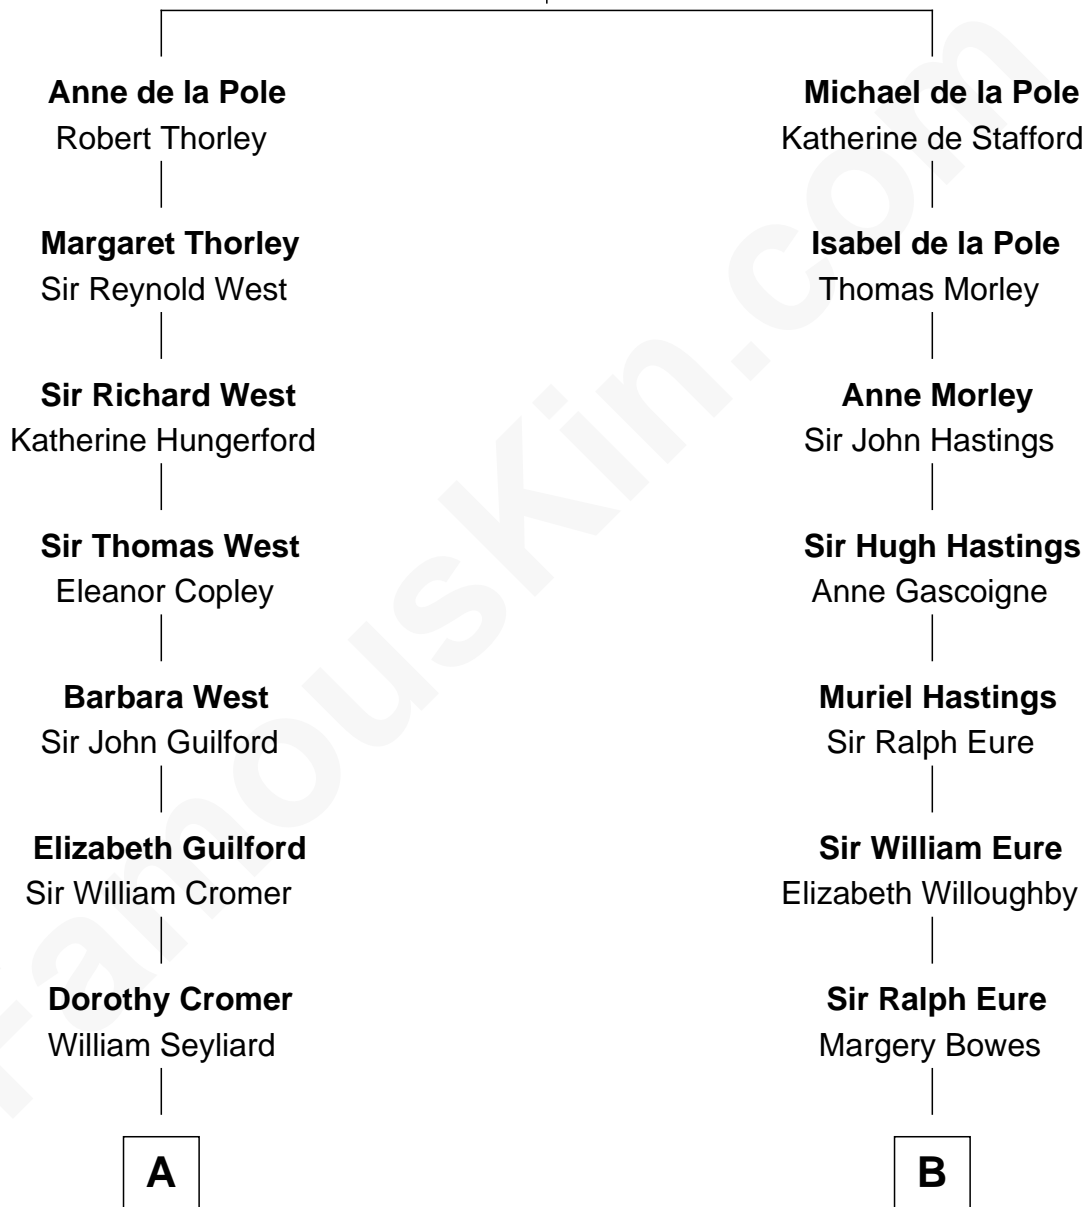 Anne de la Pole
Robert Thorley
Michael de la Pole
Katherine de Stafford
Margaret Thorley
Sir Reynold West
Isabel de la Pole
Thomas Morley
Sir Richard West
Katherine Hungerford
Anne Morley
Sir John Hastings
Sir Thomas West
Eleanor Copley
Sir Hugh Hastings
Anne Gascoigne
Barbara West
Sir John Guilford
Muriel Hastings
Sir Ralph Eure
Elizabeth Guilford
Sir William Cromer
Sir William Eure
Elizabeth Willoughby
Dorothy Cromer
William Seyliard
Sir Ralph Eure
Margery Bowes
A
B
FamousKin.com